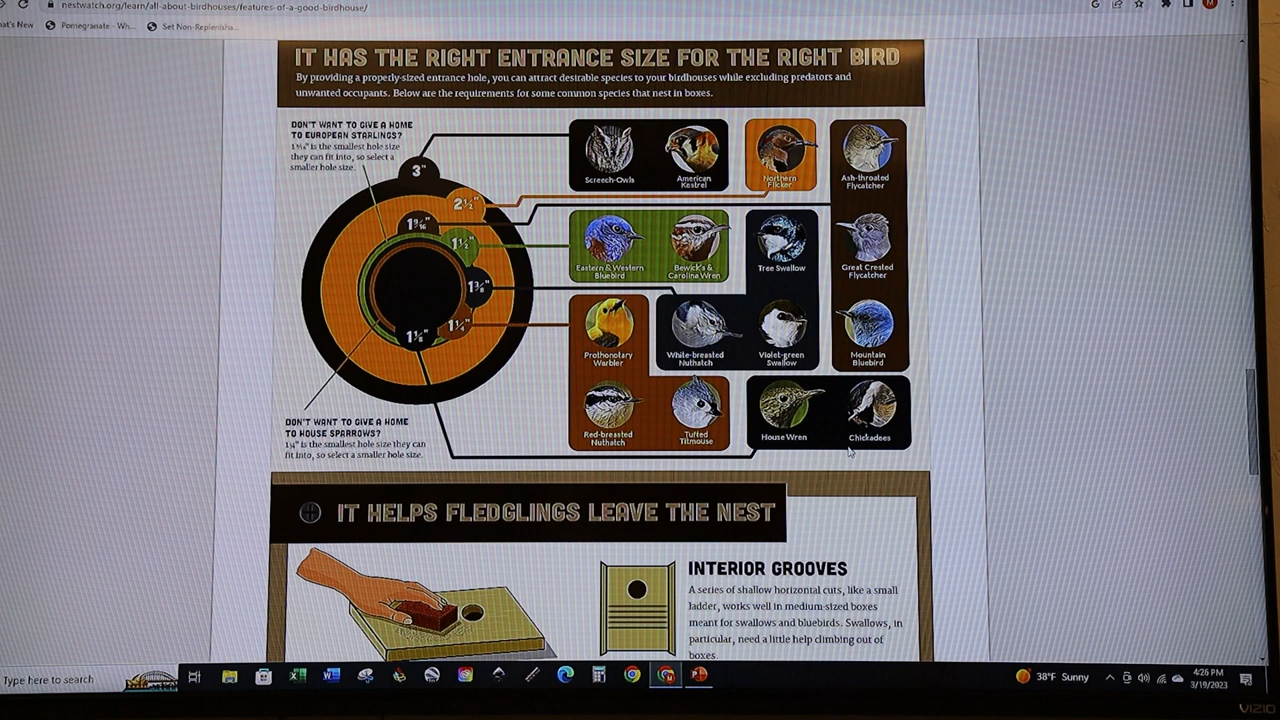 nestwatch.org/learn/all-about-birdhouses/features-of-a-good-birdhouse/
at's New
Pomegranate - Wh...
Set Non-Replenisha...
IT HAS THE RIGHT ENTRANCE SIZE FOR THE RIGHT BIRD
By providing a properly-sized entrance hole, you can attract desirable species to your birdhouses while excluding predators and
unwanted occupants. Below are the requirements for some common species that nest in boxes.
DON'T WANT TO GIVE A HOME
TO EUROPEAN STARLINGS?
1 9/16" is the smallest hole size
they can fit into, so select a
smaller hole size.
3"
2 1/2"
1 9/16"
1 1/2"
1 3/8"
1 1/4"
1 1/8"
Screech-Owls
American
Kestrel
Northern
Flicker
Ash-throated
Flycatcher
Eastern & Western
Bluebird
Bewick's &
Carolina Wren
Tree Swallow
Great Crested
Flycatcher
Prothonotary
Warbler
White-breasted
Nuthatch
Violet-green
Swallow
Mountain
Bluebird
Red-breasted
Nuthatch
Tufted
Titmouse
House Wren
Chickadees
DON'T WANT TO GIVE A HOME
TO HOUSE SPARROWS?
1 1/4" is the smallest hole size they can
fit into, so select a smaller hole size.
IT HELPS FLEDGLINGS LEAVE THE NEST
INTERIOR GROOVES
A series of shallow horizontal cuts, like a small
ladder, works well in medium-sized boxes
meant for swallows and bluebirds. Swallows, in
particular, need a little help climbing out of
boxes.
Type here to search
38°F Sunny
4:26 PM
3/19/2023
VIZIO